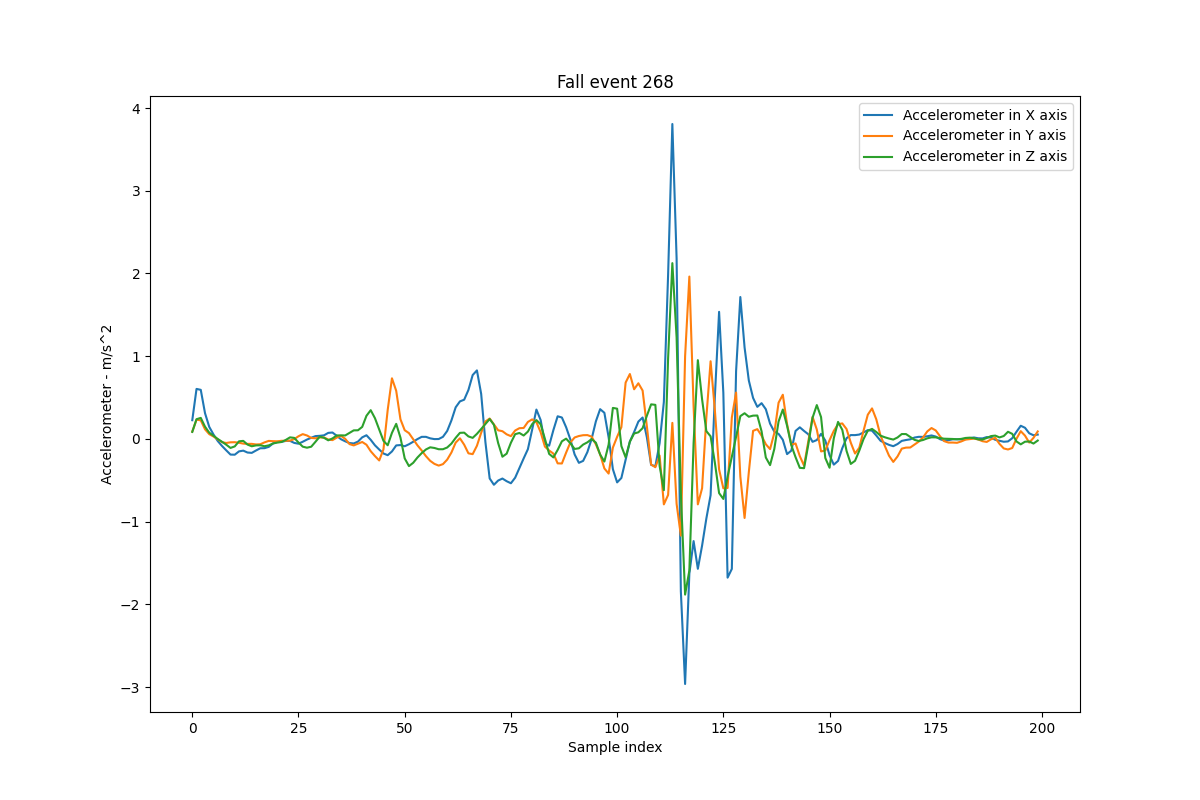 Fall event 268
Accelerometer in X axis
Accelerometer in Y axis
Accelerometer in Z axis
Accelerometer - m/s^2
4
3
2
1
0
−1
−2
−3
0 25 50 75 100 125 150 175 200
Sample index